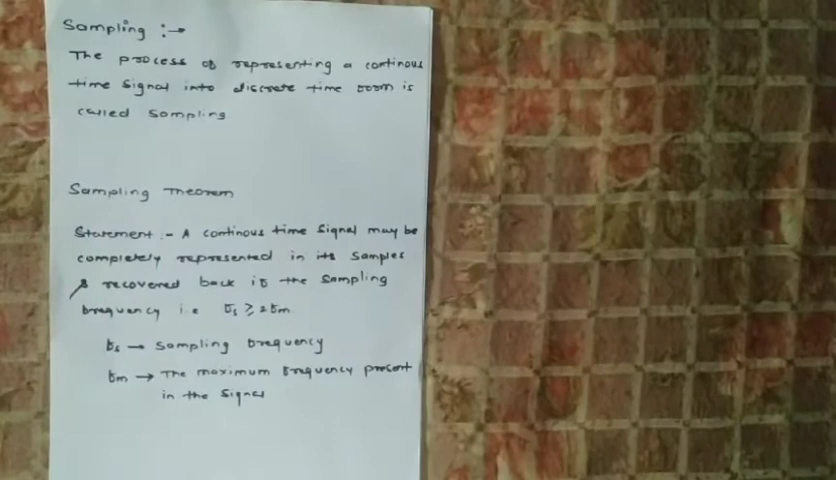 Sampling :→
The process of representing a continous
time signal into discrete time form is
called sampling
Sampling Theorem
Statement :- A continous time signal may be
completely represented in its samples
& recovered back if the sampling
frequency i.e fs ≥ 2fm.
fs → sampling frequency
fm → The maximum frequency present
in the signal